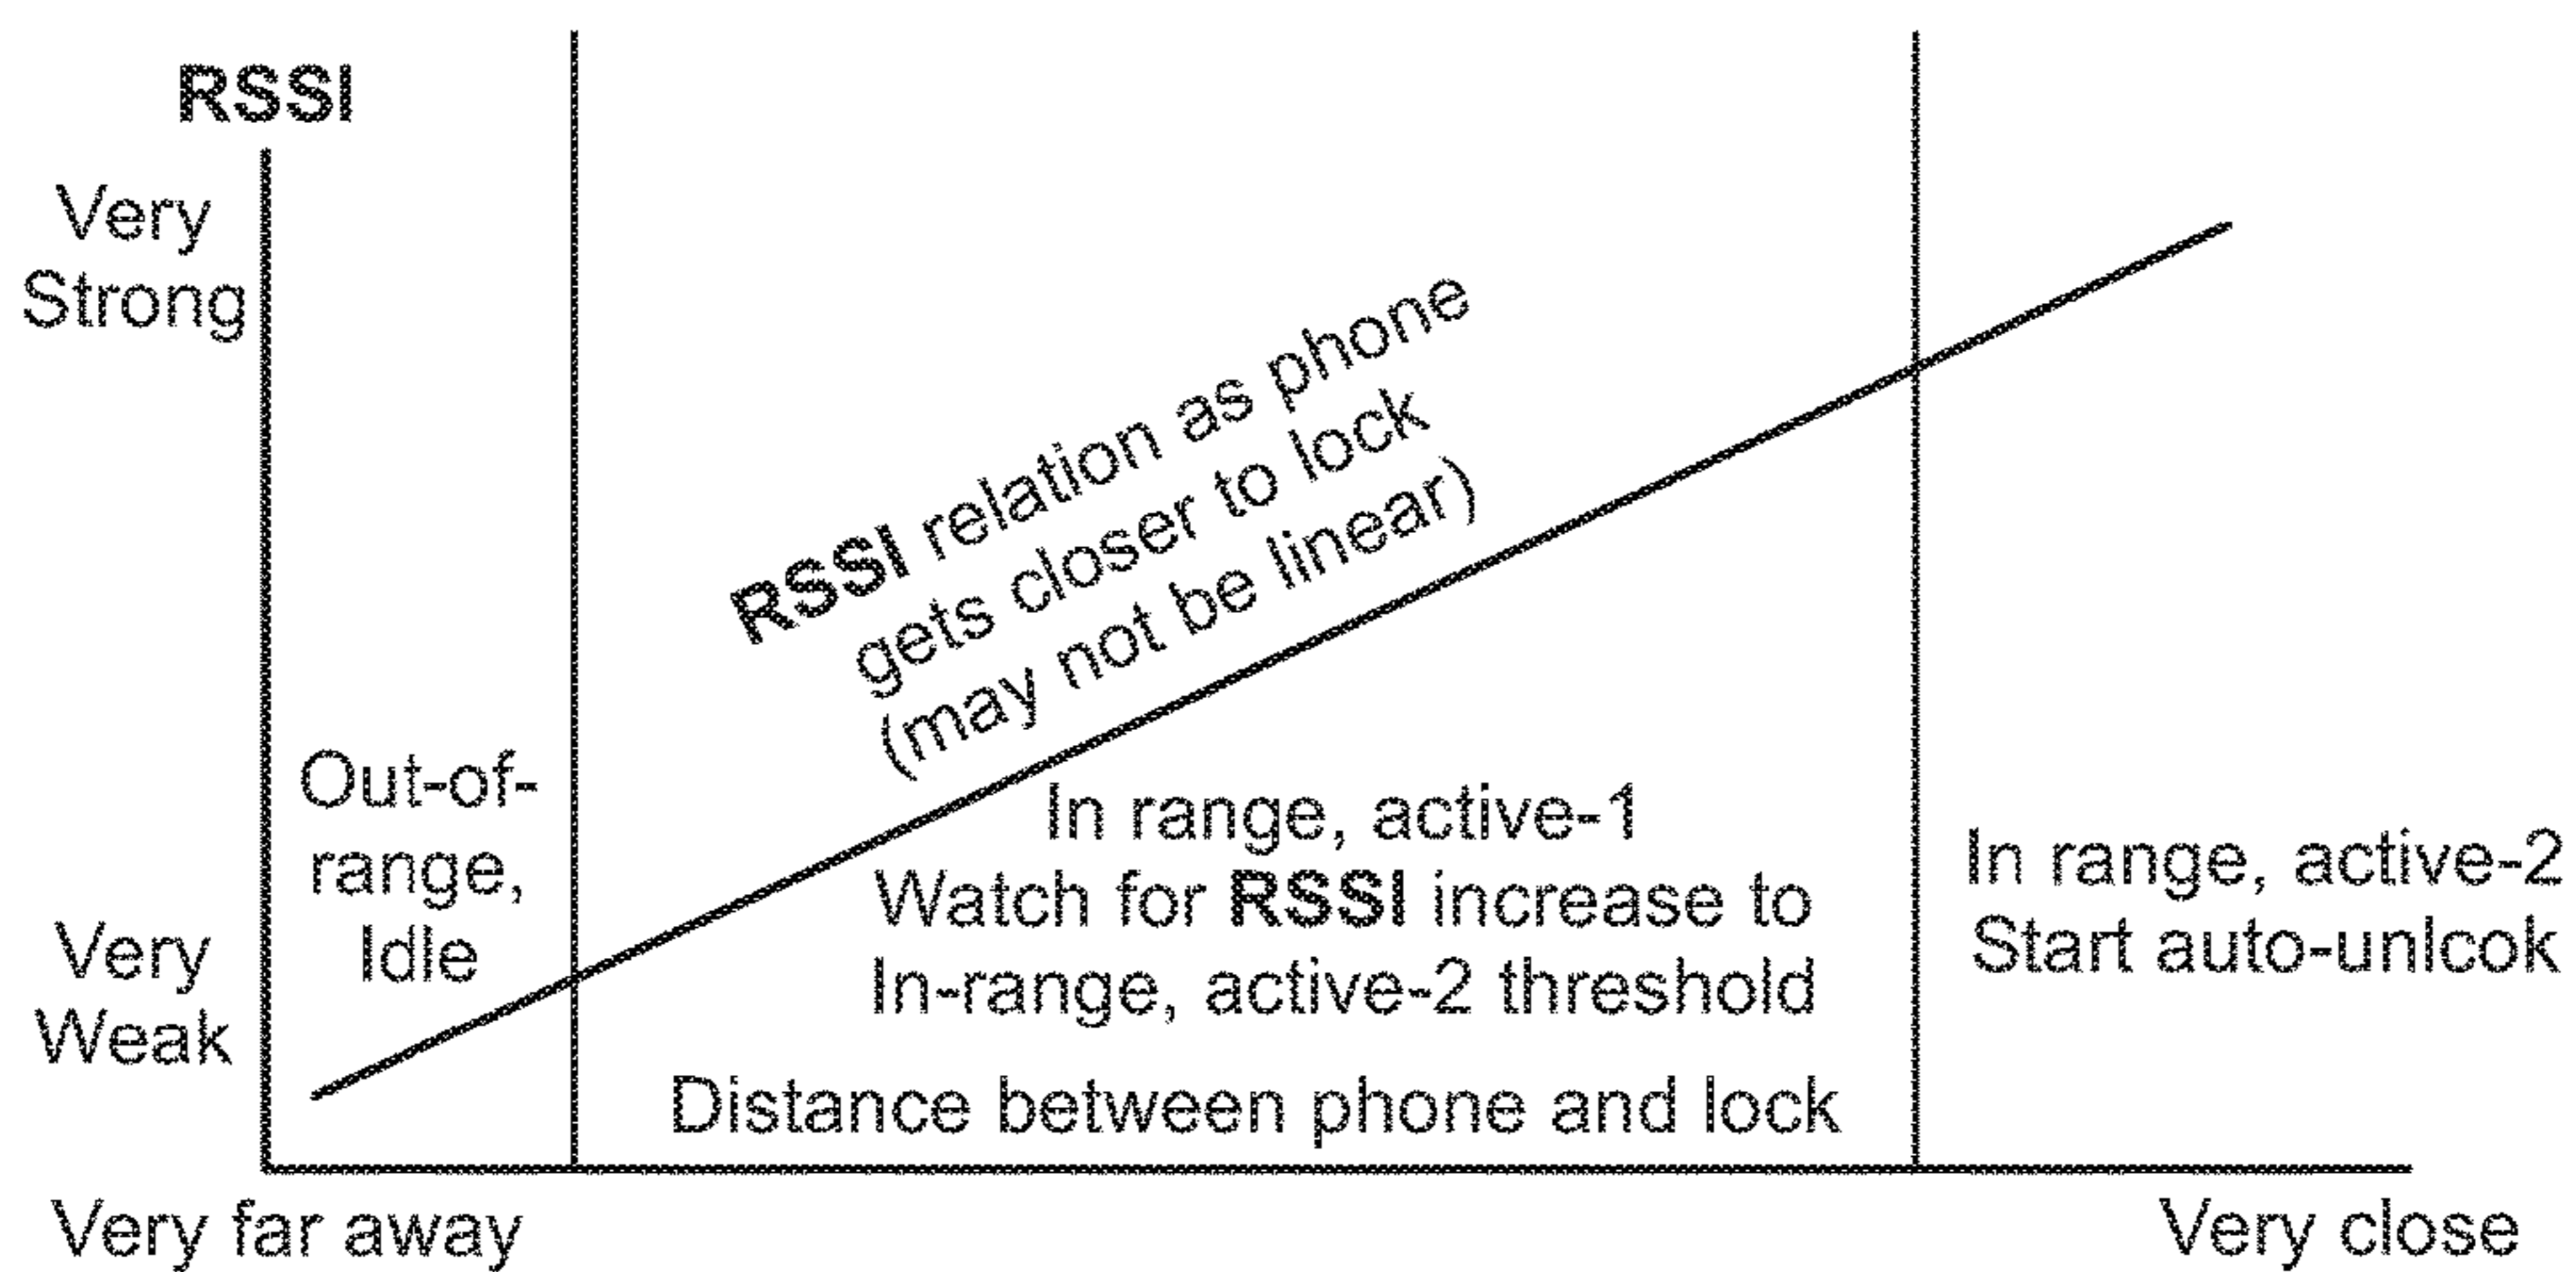 RSSI
Very
Strong
RSSI relation as phone
gets closer to lock
(may not be linear)
Out-of-
range,
Idle
Very
Weak
In range, active-1
Watch for RSSI increase to
In-range, active-2 threshold
In range, active-2
Start auto-unlcok
Distance between phone and lock
Very far away
Very close